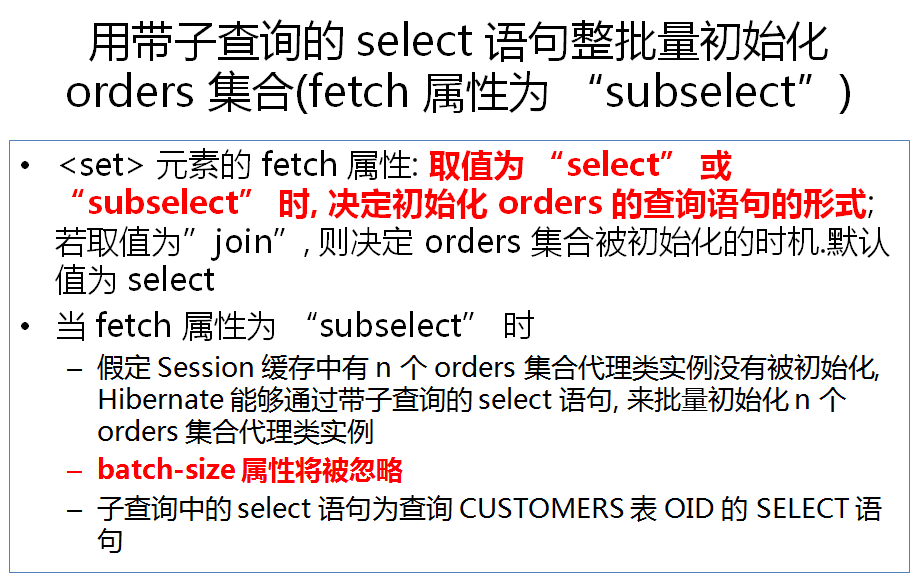 用带子查询的 select 语句整批量初始化
orders 集合(fetch 属性为 “subselect”)
• <set> 元素的 fetch 属性: 取值为 “select” 或
“subselect” 时, 决定初始化 orders 的查询语句的形式;
若取值为”join”, 则决定 orders 集合被初始化的时机.默认
值为 select
• 当 fetch 属性为 “subselect” 时
– 假定 Session 缓存中有 n 个 orders 集合代理类实例没有被初始化,
Hibernate 能够通过带子查询的 select 语句, 来批量初始化 n 个
orders 集合代理类实例
– batch-size 属性将被忽略
– 子查询中的 select 语句为查询 CUSTOMERS 表 OID 的 SELECT 语
句